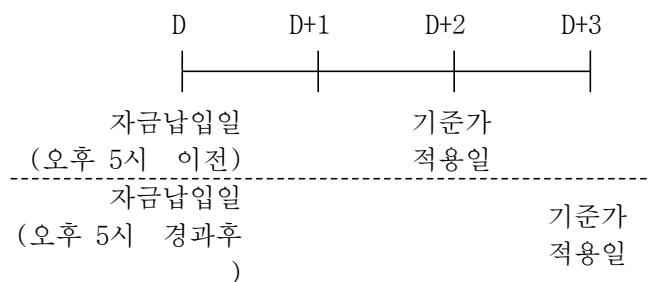 D D+1 D+2 D+3
자금납입일 기준가
(오후 5시 이전) 적용일
자금납입일
(오후 5시 경과후
)
기준가
적용일